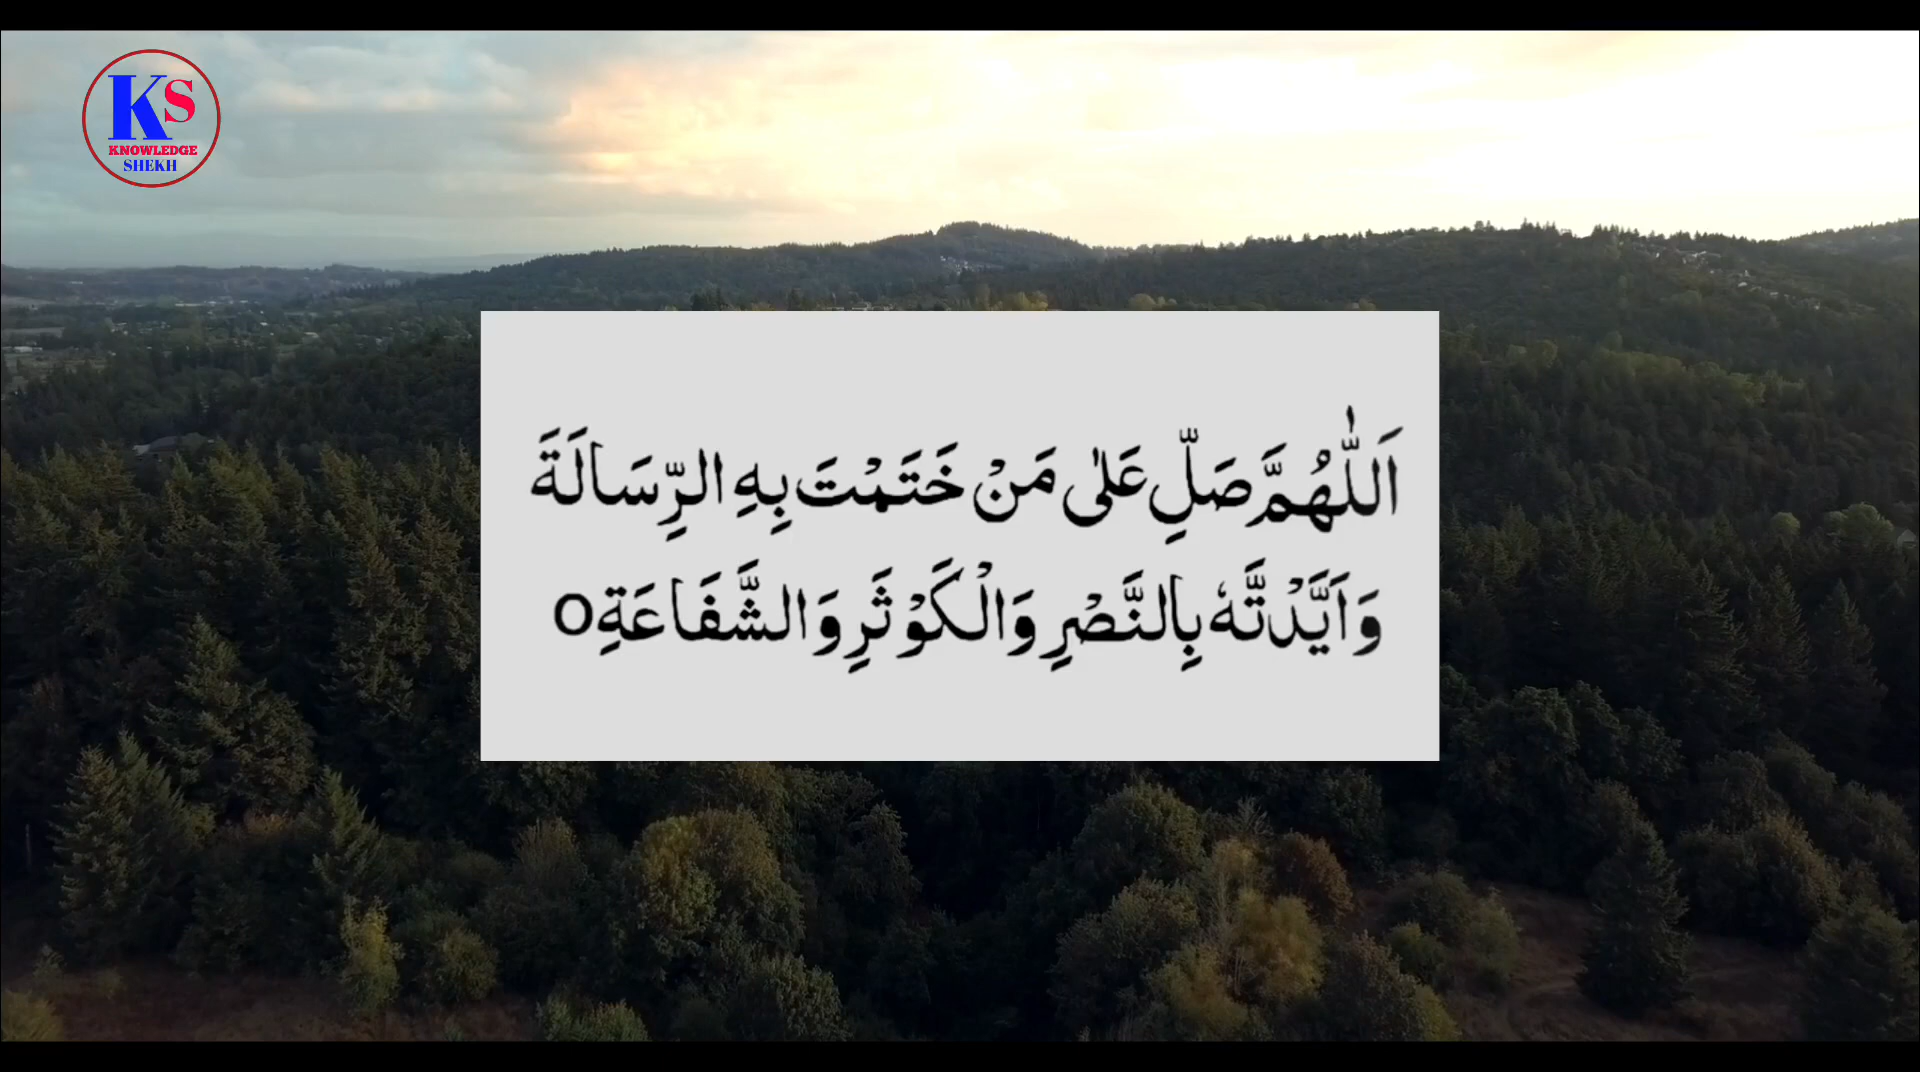 KS
KNOWLEDGE
SHEKH
اَللّٰهُمَّ صَلِّ عَلٰى مَنْ خَتَمْتَ بِهِ الرِّسَالَةَ
وَاَيَّدْتَّهٗ بِالنَّصْرِ وَالْكَوْثَرِ وَالشَّفَاعَةِ○